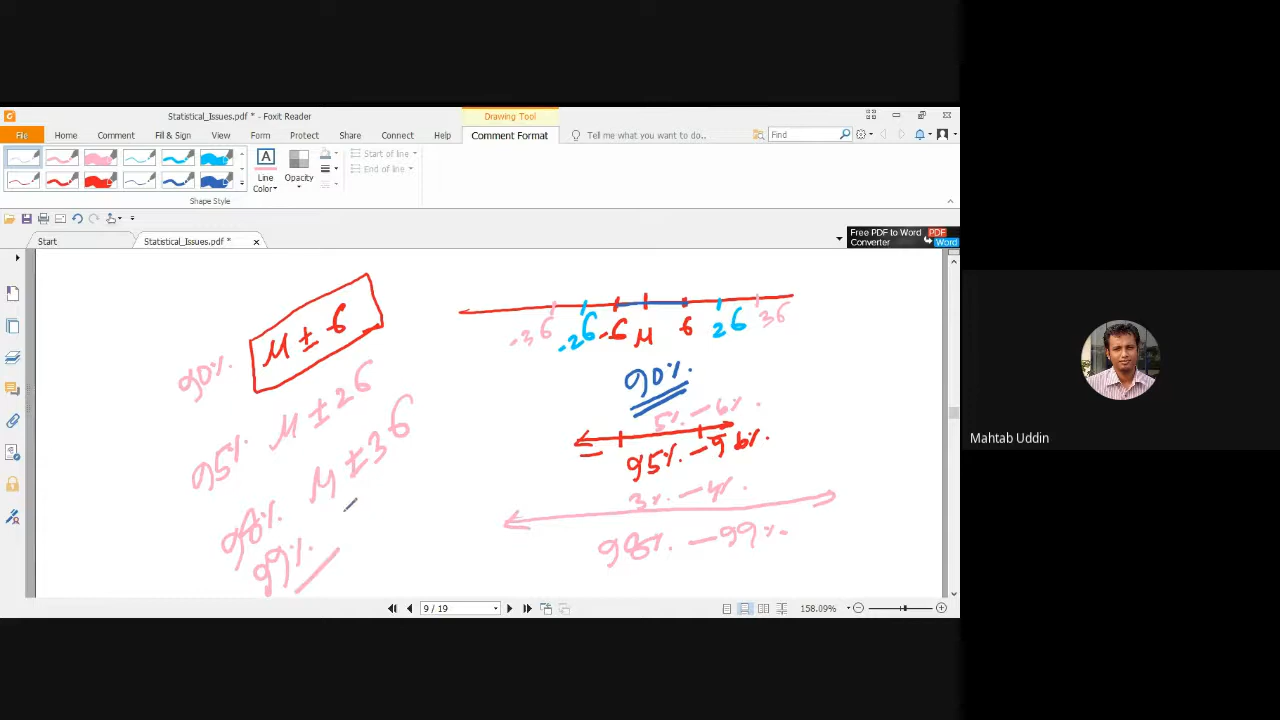 Statistical_Issues.pdf * - Foxit Reader
Drawing Tool
File
Home
Comment
Fill & Sign
View
Form
Protect
Share
Connect
Help
Comment Format
Tell me what you want to do..
Find
Line Color
Opacity
Start of line
End of line
Shape Style
Start
Statistical_Issues.pdf *
Free PDF to Word Converter
PDF
Word
μ ± σ
90%.
μ ± 2σ
95%.
μ ± 3σ
98%.
99%.
-3σ -2σ -σ μ σ 2σ 3σ
90%.
5%. – 6%.
95%. – 96%.
3%. – 4%.
98%. – 99%.
9 / 19
158.09%
Mahtab Uddin